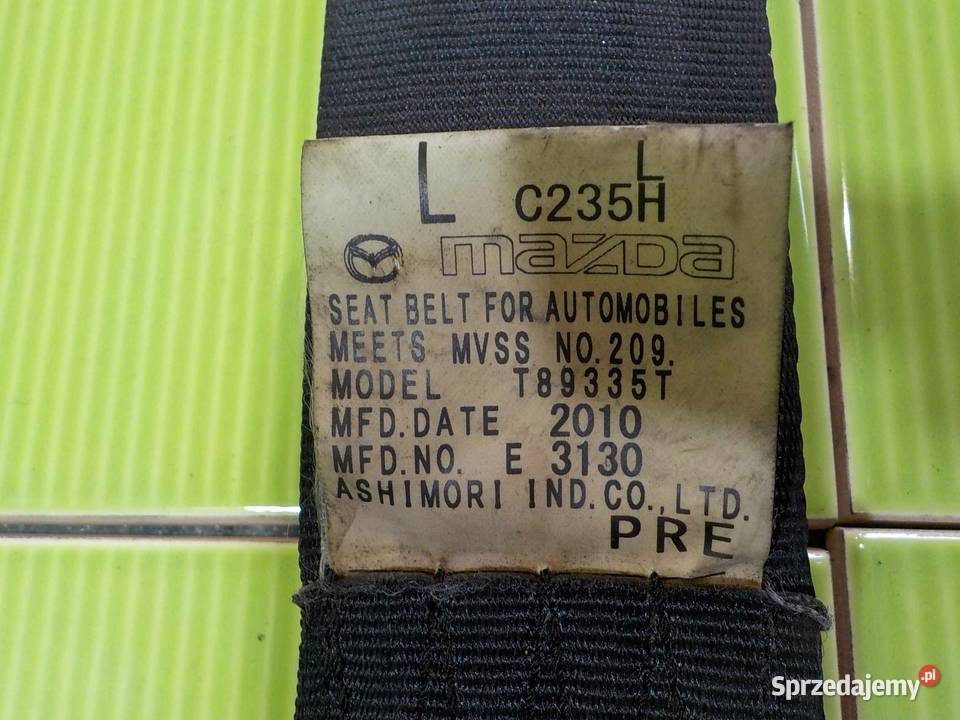 L
L
C235H
mazda
SEAT BELT FOR AUTOMOBILES
MEETS MVSS NO.209.
MODEL T89335T
MFD.DATE 2010
MFD.NO. E 3130
ASHIMORI IND.CO.,LTD.
PRE
Sprzedajemy.pl